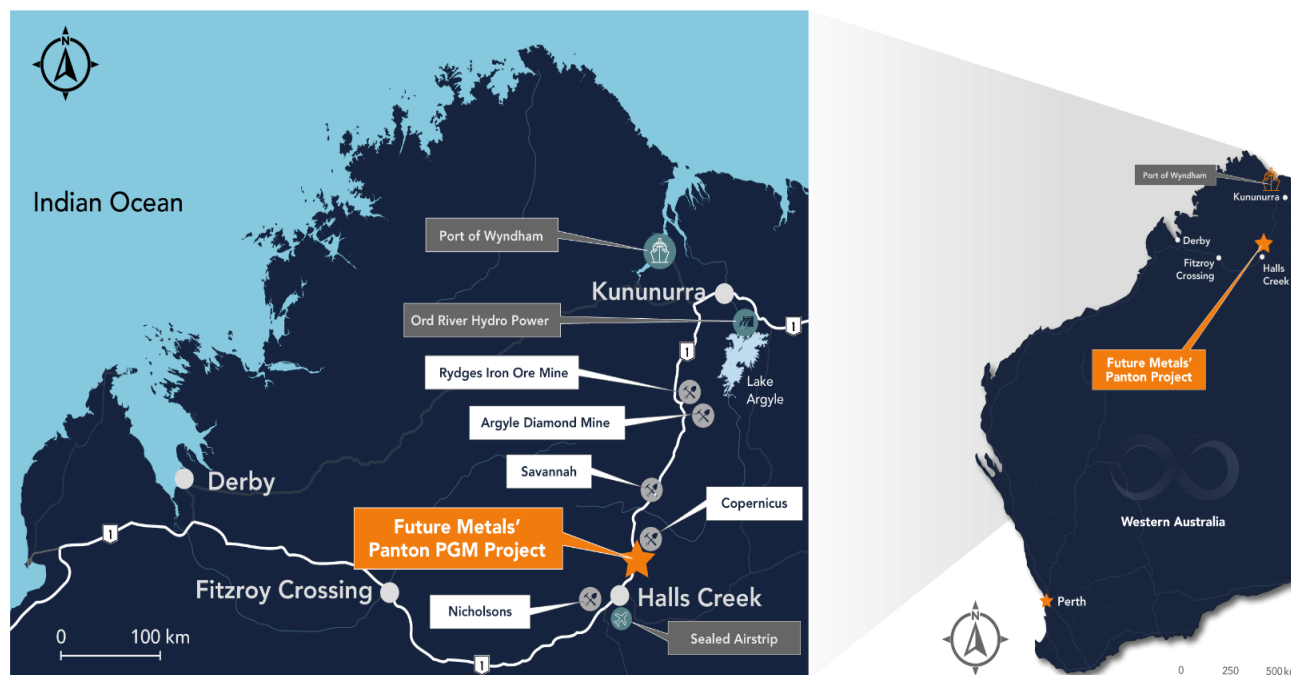 N
Indian Ocean
Port of Wyndham
Kununurra
Ord River Hydro Power
1
1
Rydges Iron Ore Mine
Lake
Argyle
Argyle Diamond Mine
Savannah
Derby
Copernicus
1
Future Metals'
Panton PGM Project
Fitzroy Crossing
Nicholsons
Halls Creek
Sealed Airstrip
0 100 km
1
Port of Wyndham
Kununurra
Derby
Fitzroy
Crossing
Halls
Creek
Future Metals'
Panton Project
Western Australia
Perth
N
0 250 500 km